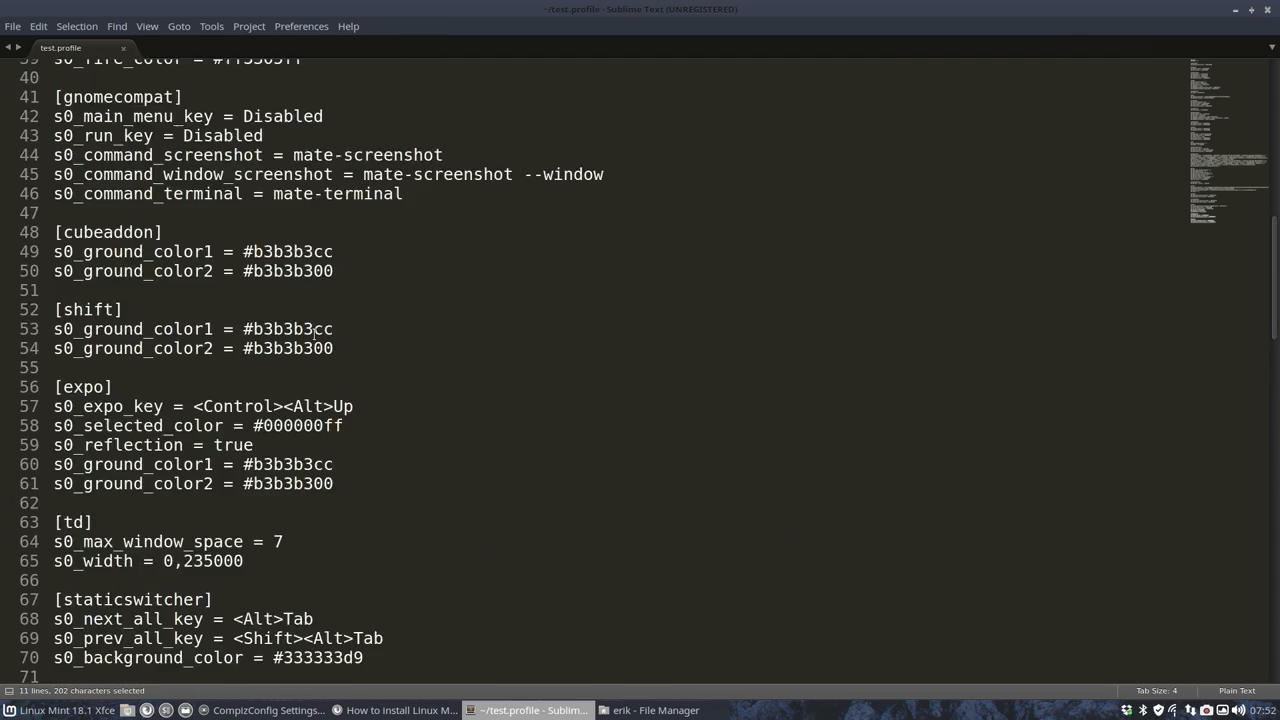 ~/test.profile - Sublime Text (UNREGISTERED)
File Edit Selection Find View Goto Tools Project Preferences Help
test.profile
39 s0_fire_color = #ff3305ff
40
41 [gnomecompat]
42 s0_main_menu_key = Disabled
43 s0_run_key = Disabled
44 s0_command_screenshot = mate-screenshot
45 s0_command_window_screenshot = mate-screenshot --window
46 s0_command_terminal = mate-terminal
47
48 [cubeaddon]
49 s0_ground_color1 = #b3b3b3cc
50 s0_ground_color2 = #b3b3b300
51
52 [shift]
53 s0_ground_color1 = #b3b3b3cc
54 s0_ground_color2 = #b3b3b300
55
56 [expo]
57 s0_expo_key = <Control><Alt>Up
58 s0_selected_color = #000000ff
59 s0_reflection = true
60 s0_ground_color1 = #b3b3b3cc
61 s0_ground_color2 = #b3b3b300
62
63 [td]
64 s0_max_window_space = 7
65 s0_width = 0,235000
66
67 [staticswitcher]
68 s0_next_all_key = <Alt>Tab
69 s0_prev_all_key = <Shift><Alt>Tab
70 s0_background_color = #333333d9
71
11 lines, 202 characters selected Tab Size: 4 Plain Text
Linux Mint 18.1 Xfce CompizConfig Settings... How to install Linux M... ~/test.profile - Sublim... erik - File Manager 07:52